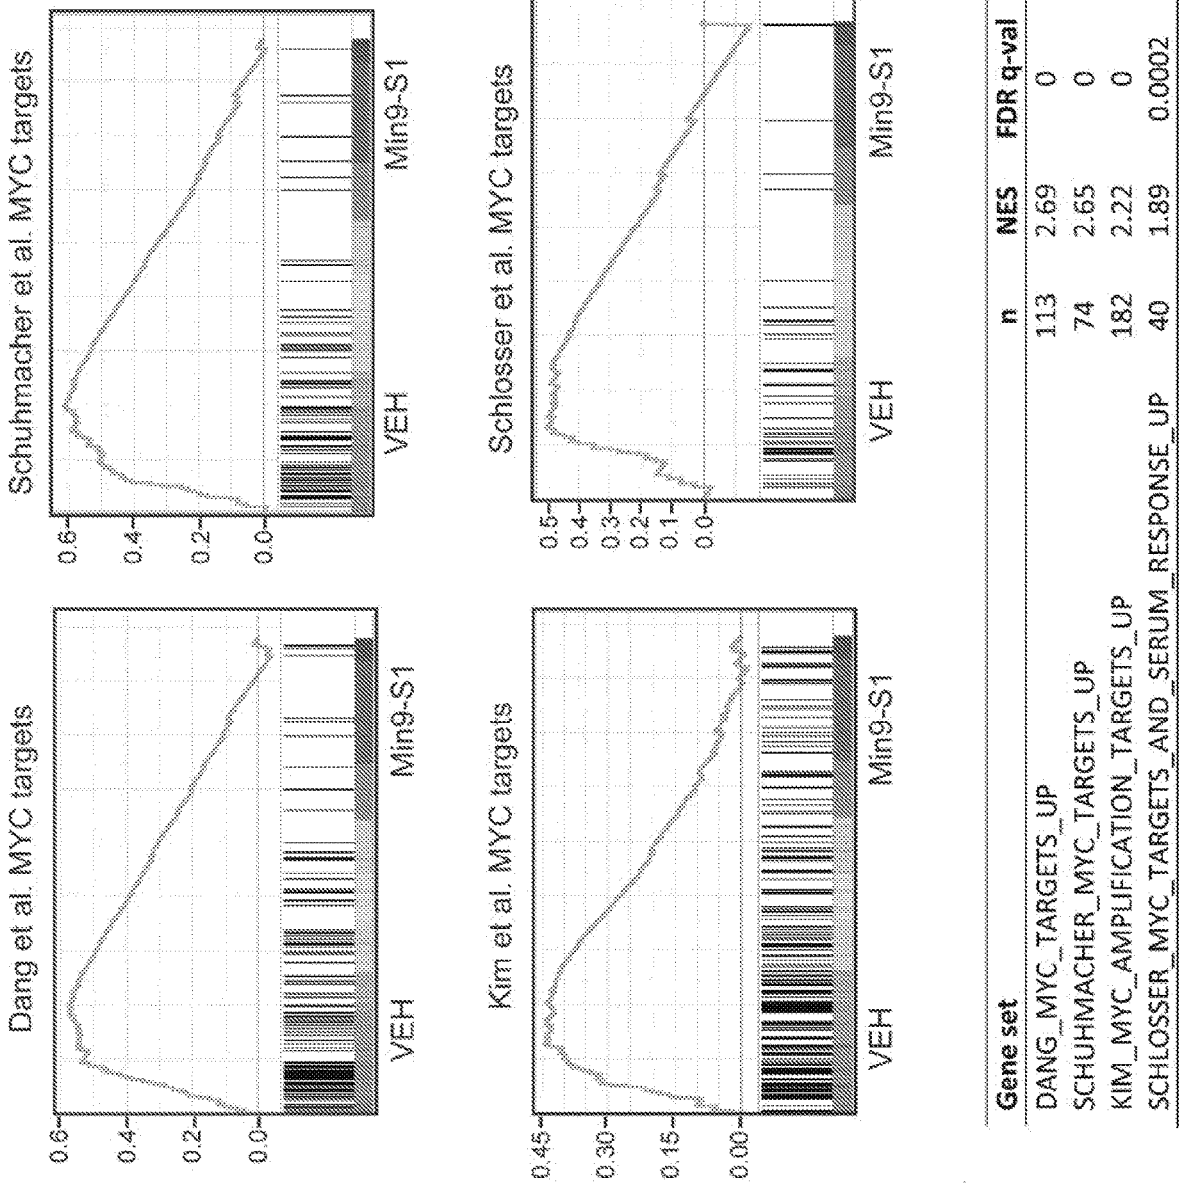 Dang et al. MYC targets
0.6
0.4
0.2
0.0
VEH Min9-S1
Schuhmacher et al. MYC targets
0.6
0.4
0.2
0.0
VEH Min9-S1
Kim et al. MYC targets
0.45
0.30
0.15
0.00
VEH Min9-S1
Schlosser et al. MYC targets
0.5
0.4
0.3
0.2
0.1
0.0
VEH Min9-S1
Gene set n NES FDR q-val
DANG_MYC_TARGETS_UP 113 2.69 0
SCHUHMACHER_MYC_TARGETS_UP 74 2.65 0
KIM_MYC_AMPLIFICATION_TARGETS_UP 182 2.22 0
SCHLOSSER_MYC_TARGETS_AND_SERUM_RESPONSE_UP 40 1.89 0.0002